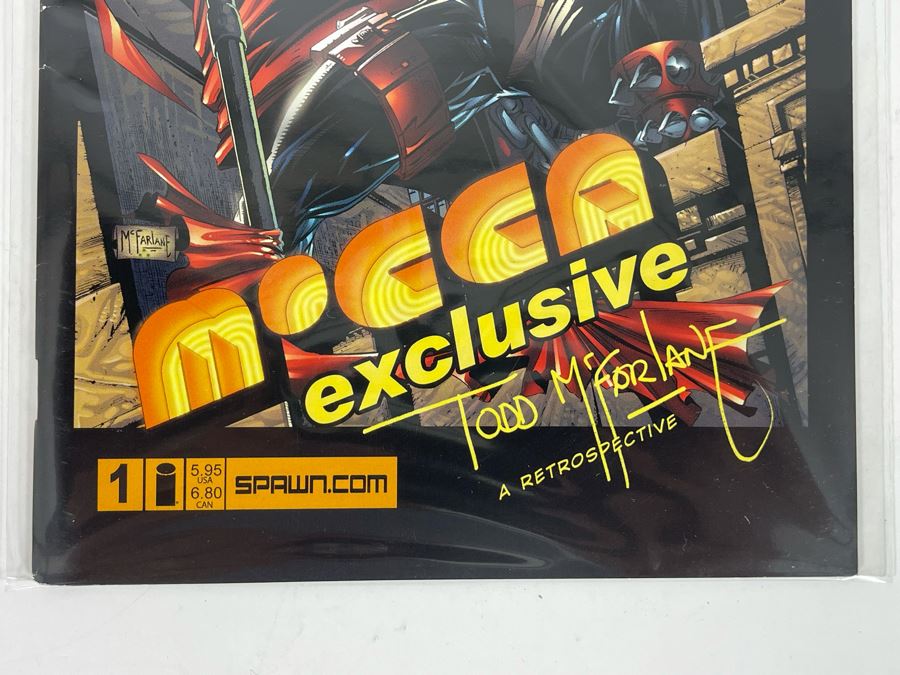 McFARLANE
MOCCA
exclusive
TODD McFARLANE
A RETROSPECTIVE
1
5.95
USA
6.80
CAN
SPAWN.COM